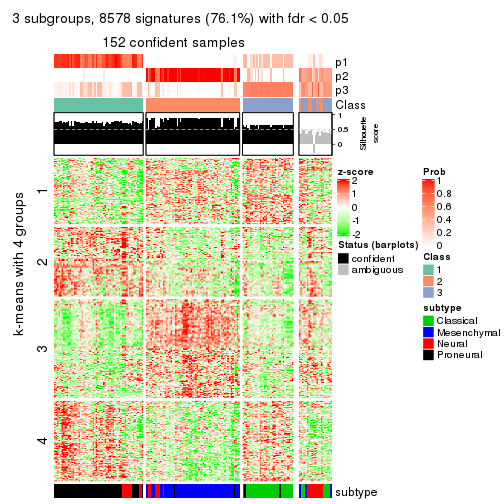 3 subgroups, 8578 signatures (76.1%) with fdr < 0.05
152 confident samples
p1
p2
p3
Class
1
0.5
0
Silhouette
score
k-means with 4 groups
1
2
3
4
z-score
2
1
0
-1
-2
Prob
1
0.8
0.6
0.4
0.2
0
Status (barplots)
confident
ambiguous
Class
1
2
3
subtype
Classical
Mesenchymal
Neural
Proneural
subtype